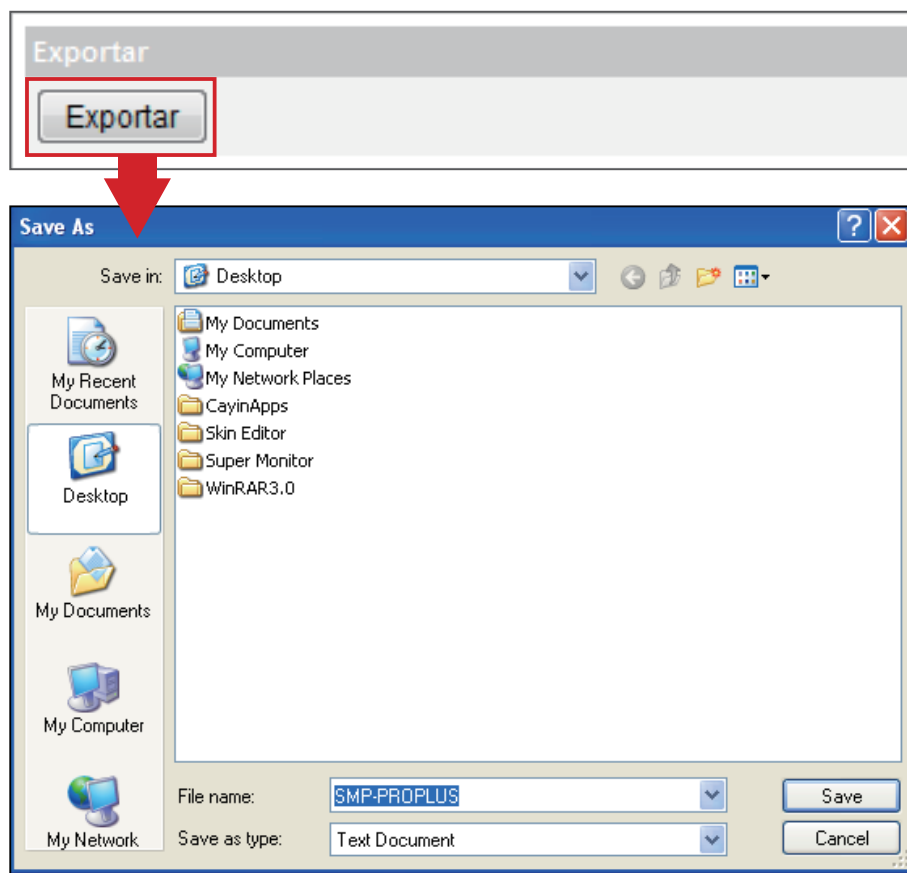 Exportar
Exportar
Save As
Save in:
Desktop
My Recent
Documents
Desktop
My Documents
My Computer
My Network
My Documents
My Computer
My Network Places
CayinApps
Skin Editor
Super Monitor
WinRAR3.0
File name:
SMP-PROPLUS
Save
Save as type:
Text Document
Cancel